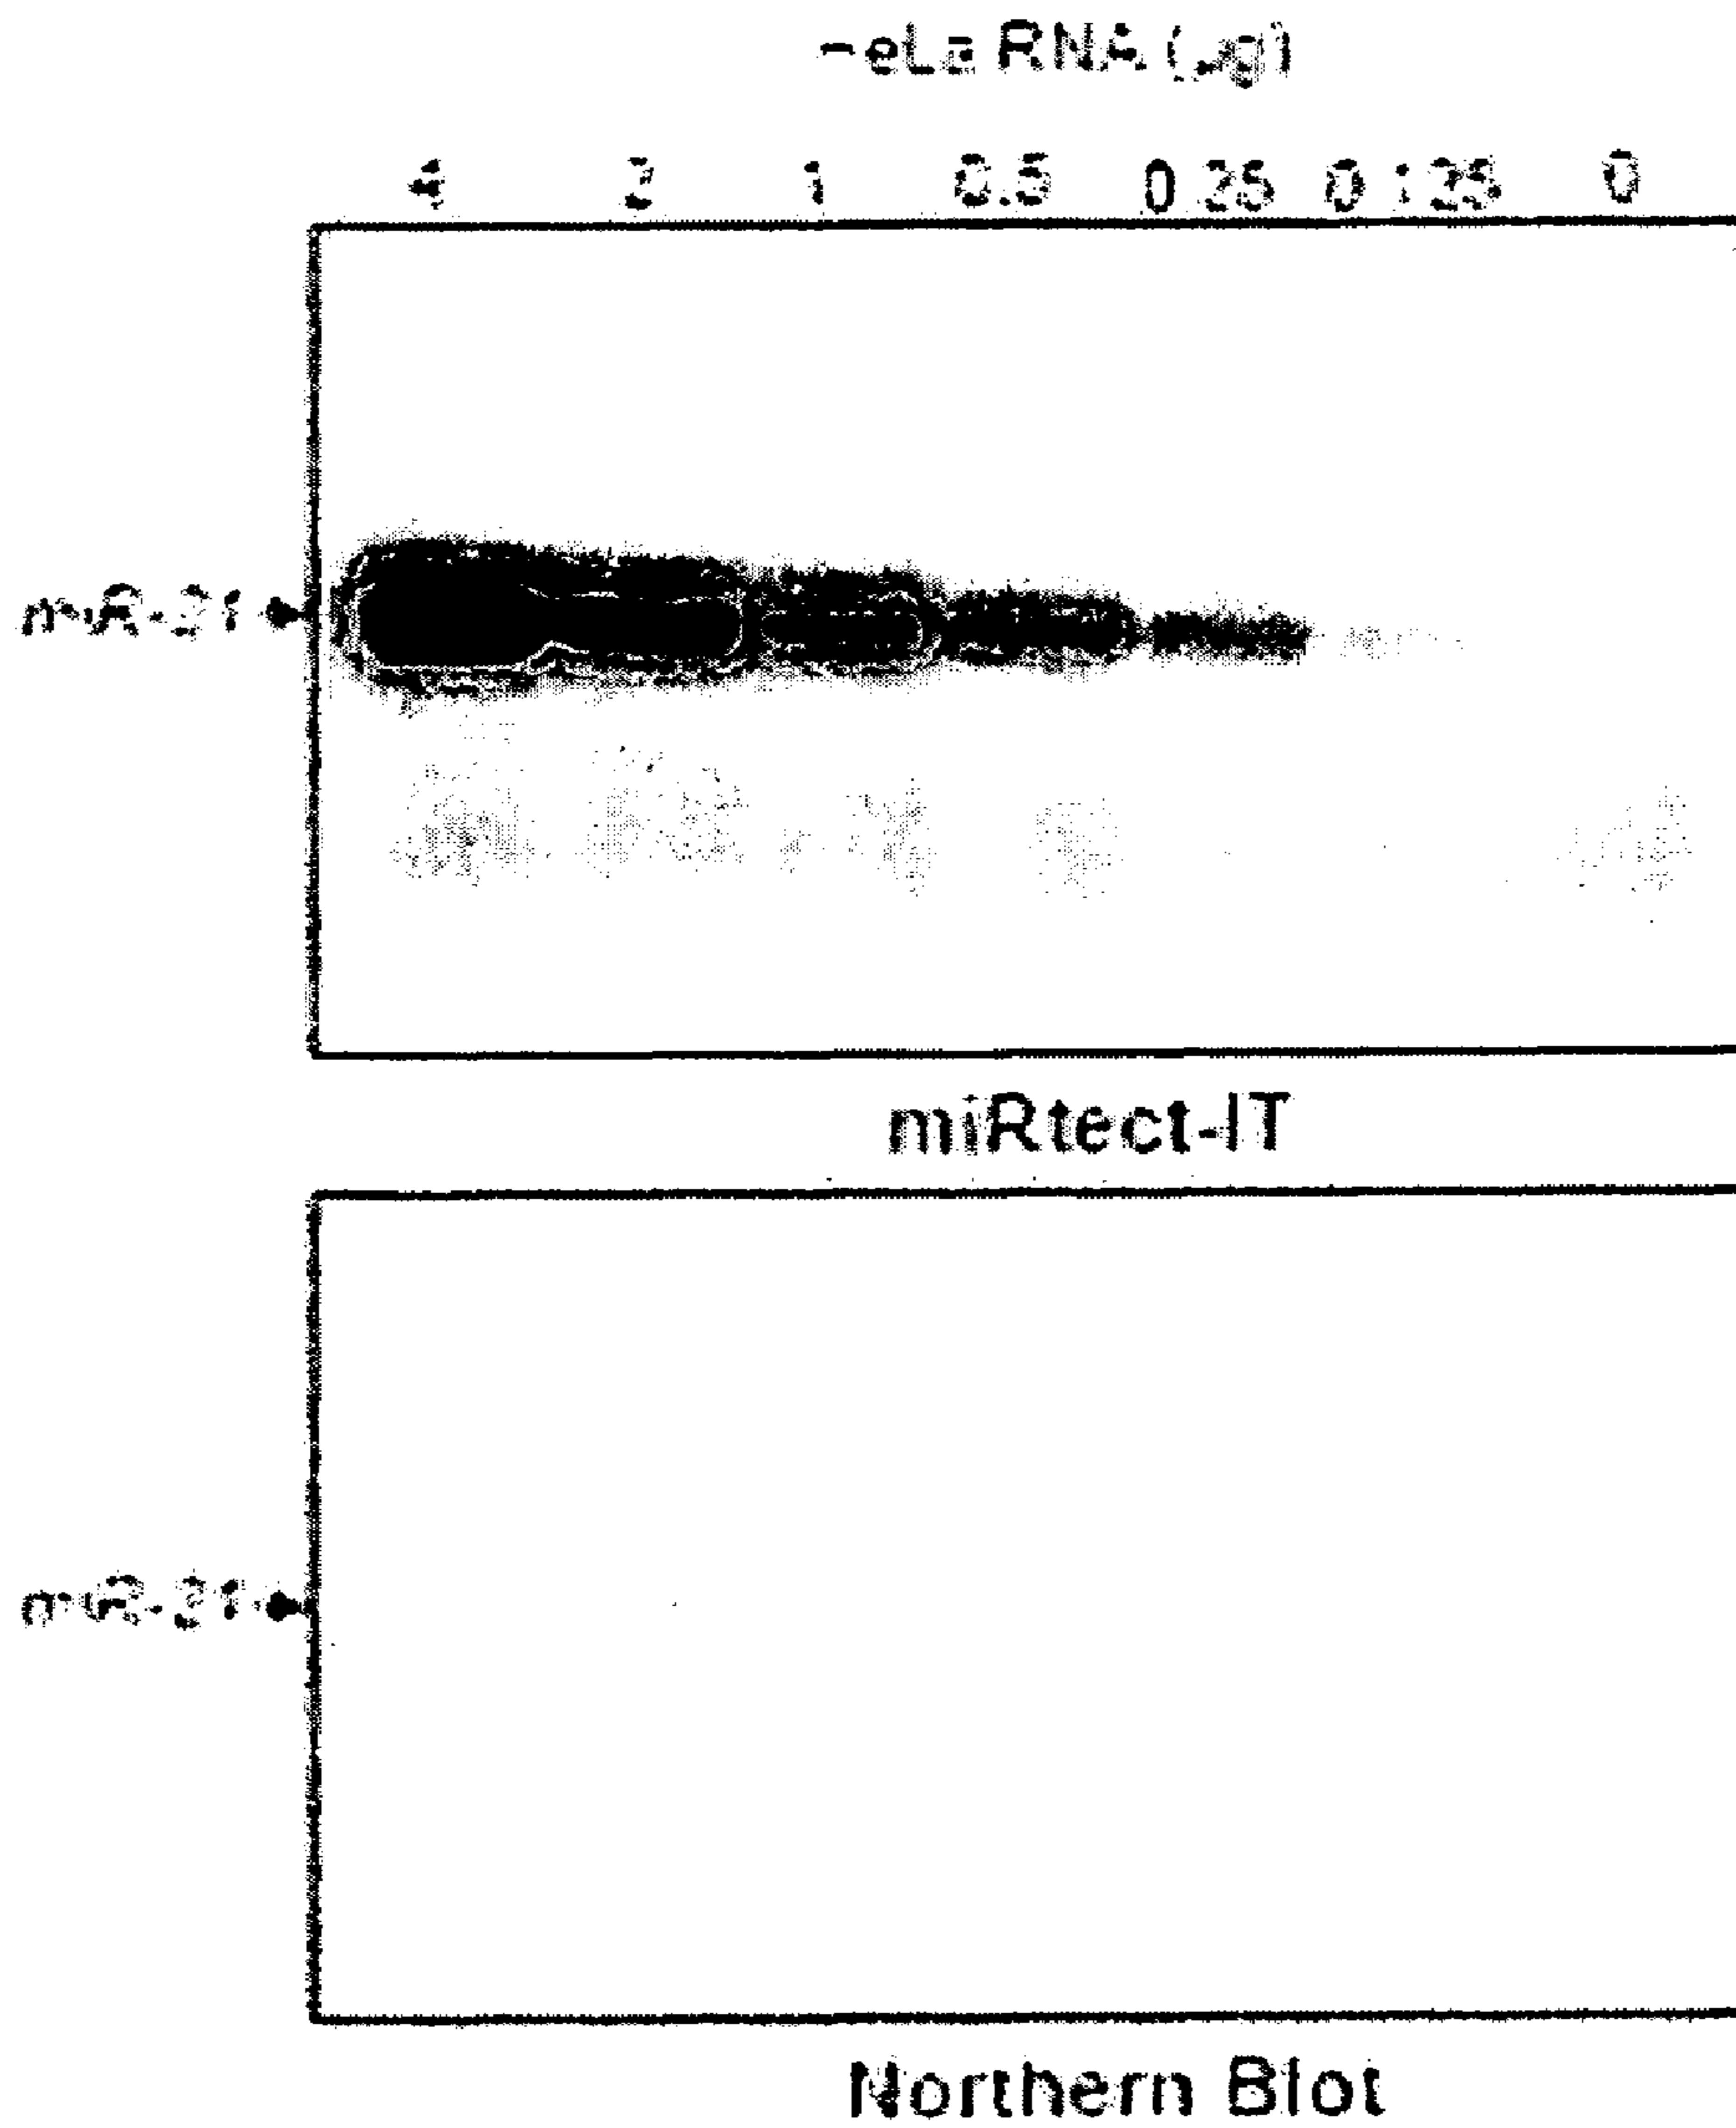 HeLa RNA (µg)
4 2 1 0.5 0.25 0.125 0
miR-21
miRtect-IT
miR-21
Northern Blot